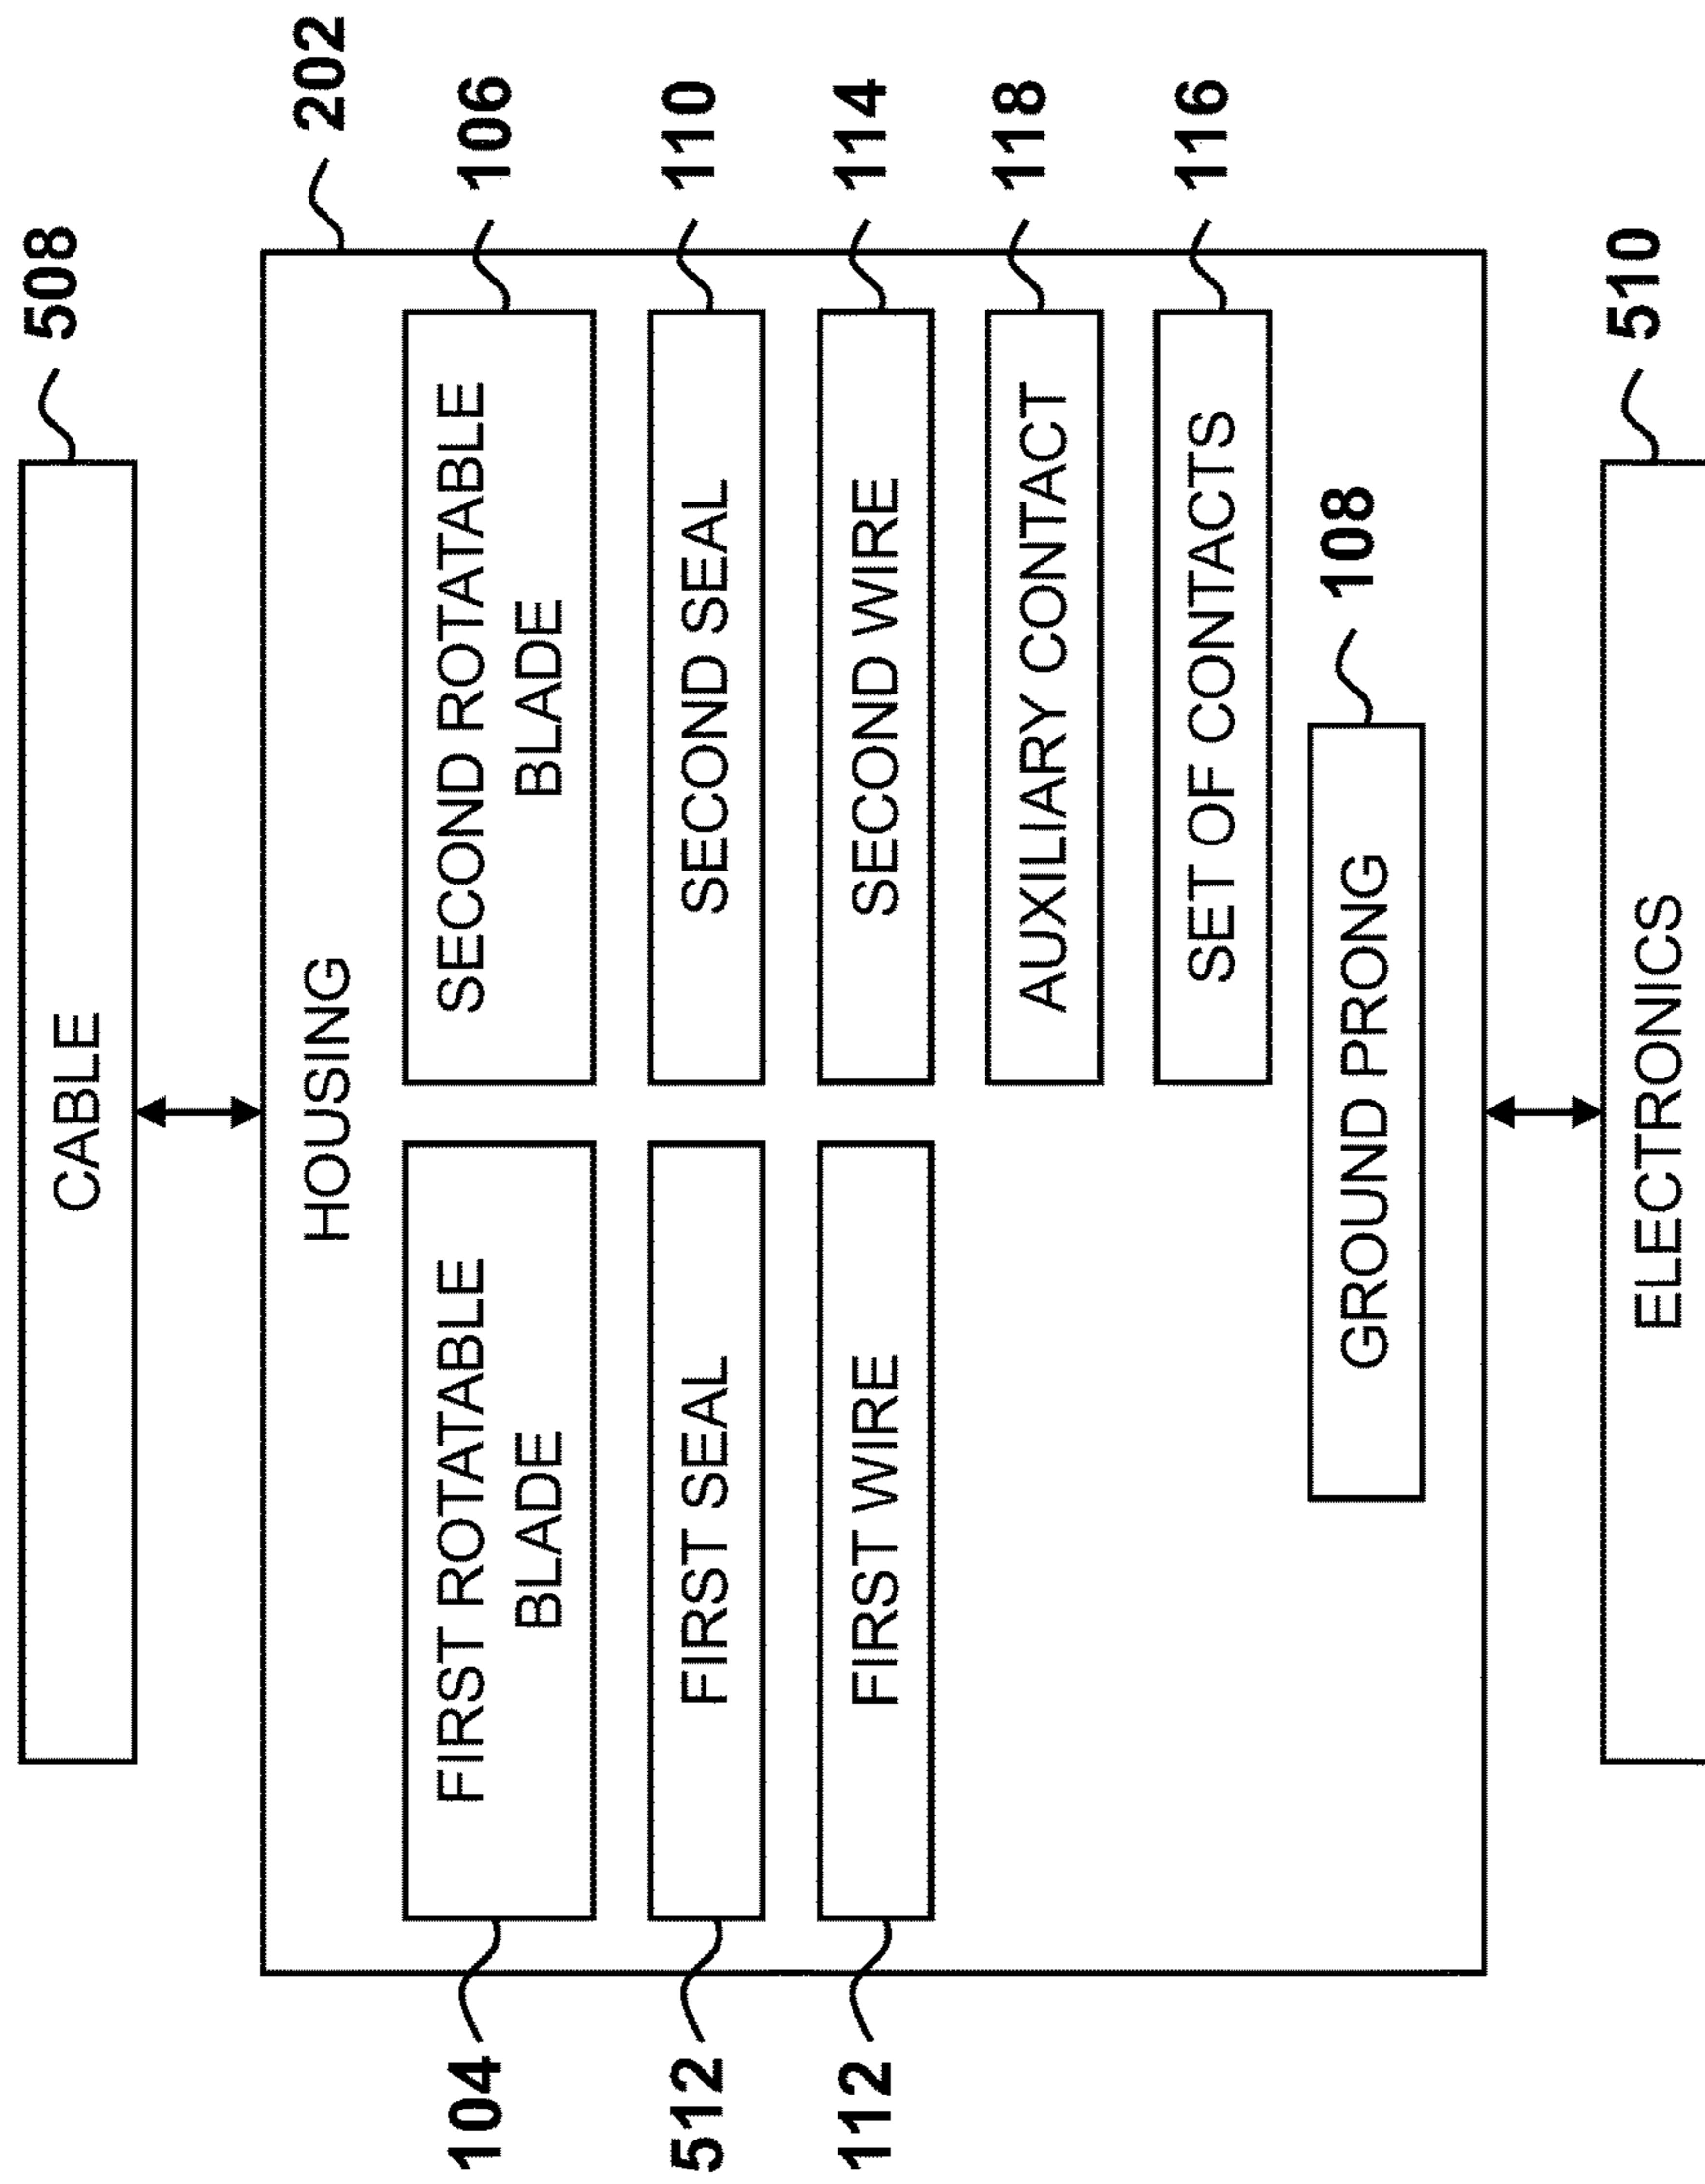 CABLE
508
HOUSING
202
FIRST ROTATABLE
BLADE
104
SECOND ROTATABLE
BLADE
106
FIRST SEAL
512
SECOND SEAL
110
FIRST WIRE
112
SECOND WIRE
114
AUXILIARY CONTACT
118
SET OF CONTACTS
116
GROUND PRONG
108
ELECTRONICS
510